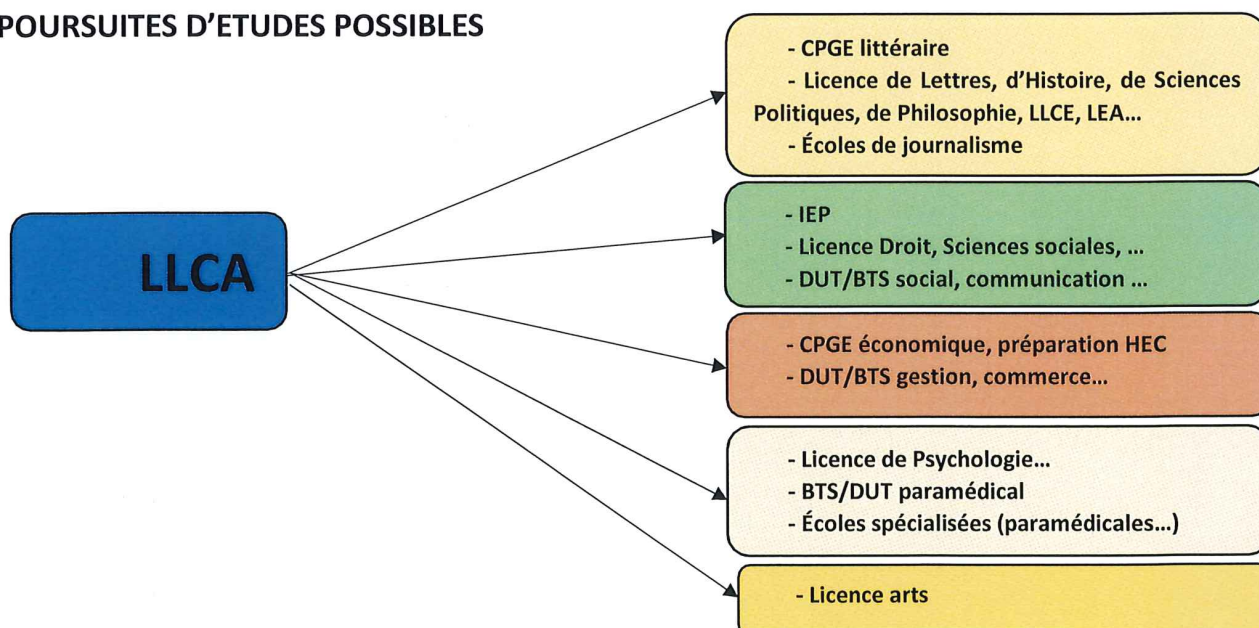 POURSUITES D'ETUDES POSSIBLES
LLCA
- CPGE littéraire
- Licence de Lettres, d'Histoire, de Sciences
Politiques, de Philosophie, LLCE, LEA...
- Écoles de journalisme
- IEP
- Licence Droit, Sciences sociales, ...
- DUT/BTS social, communication ...
- CPGE économique, préparation HEC
- DUT/BTS gestion, commerce...
- Licence de Psychologie...
- BTS/DUT paramédical
- Écoles spécialisées (paramédicales...)
- Licence arts